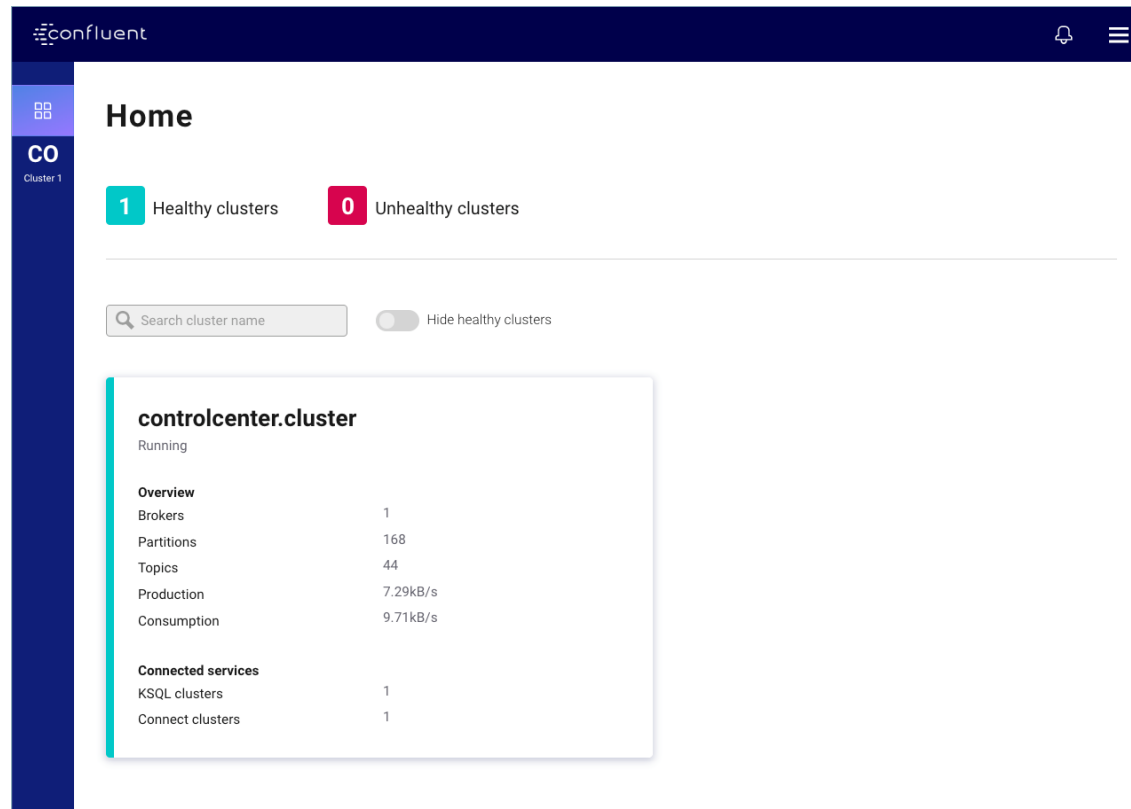 confluent
CO
Cluster 1
Home
1 Healthy clusters 0 Unhealthy clusters
Search cluster name Hide healthy clusters
controlcenter.cluster
Running
Overview
Brokers 1
Partitions 168
Topics 44
Production 7.29kB/s
Consumption 9.71kB/s
Connected services
KSQL clusters 1
Connect clusters 1